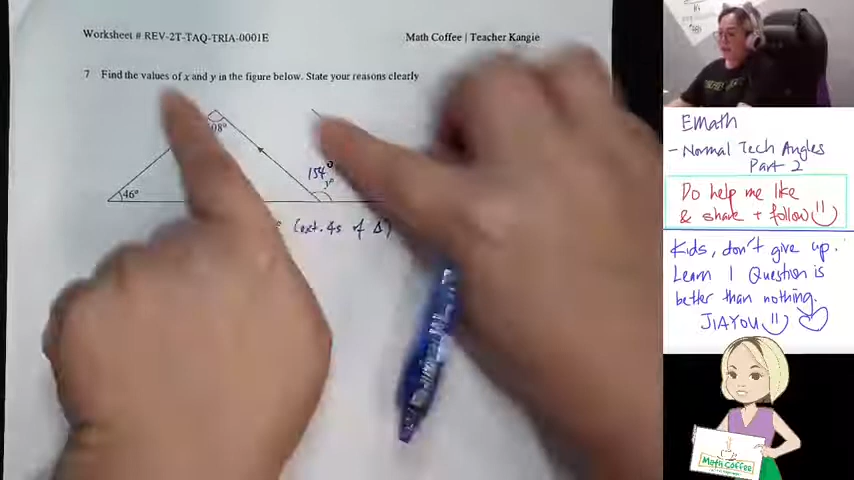 Worksheet # REV-2T-TAQ-TRIA-0001E
Math Coffee | Teacher Kangie
7 Find the values of x and y in the figure below. State your reasons clearly
08°
154°
y°
46°
(ext. ∠s of Δ)
EMath
- Normal Tech Angles
Part 2
Do help me like
& share + follow
Kids, don't give up.
Learn 1 Question is
better than nothing.
JIAYOU
Math Coffee